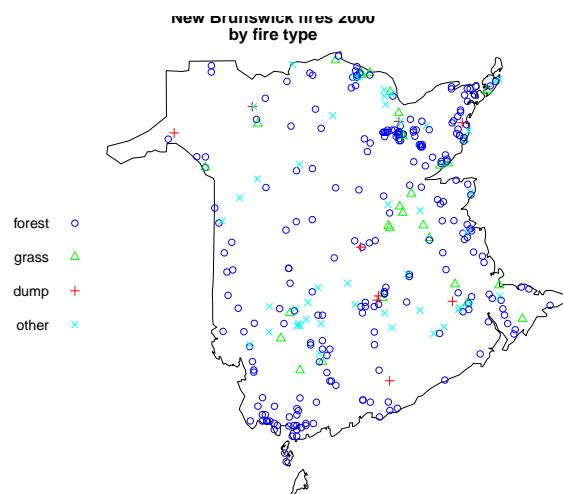 New Brunswick fires 2000
by fire type
forest
grass
dump
other